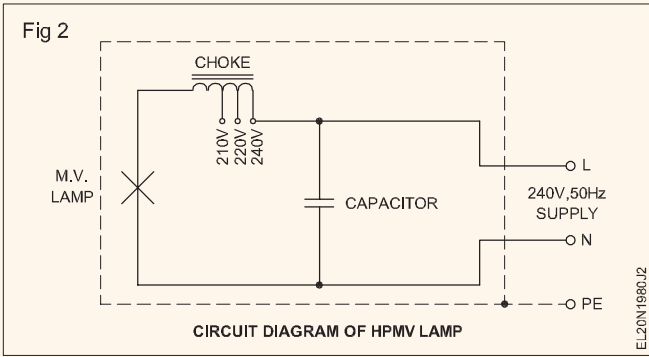 Fig 2
CHOKE
210V
220V
240V
M.V.
LAMP
CAPACITOR
L
240V,50Hz
SUPPLY
N
PE
CIRCUIT DIAGRAM OF HPMV LAMP
EL20N1980J2